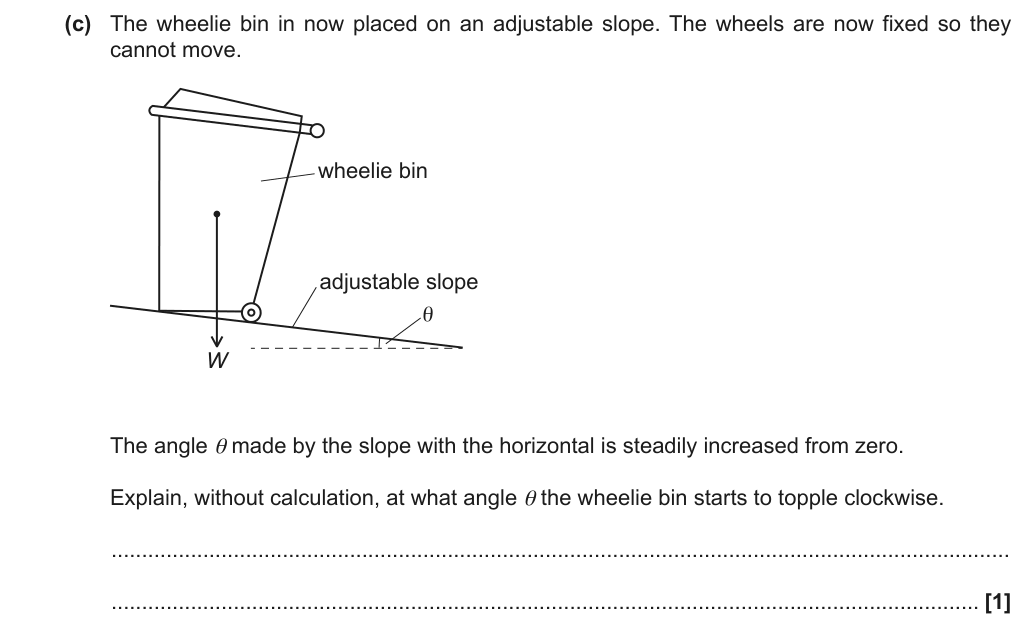 (c) The wheelie bin in now placed on an adjustable slope. The wheels are now fixed so they
cannot move.
wheelie bin
adjustable slope
θ
W
The angle θ made by the slope with the horizontal is steadily increased from zero.
Explain, without calculation, at what angle θ the wheelie bin starts to topple clockwise.
[1]